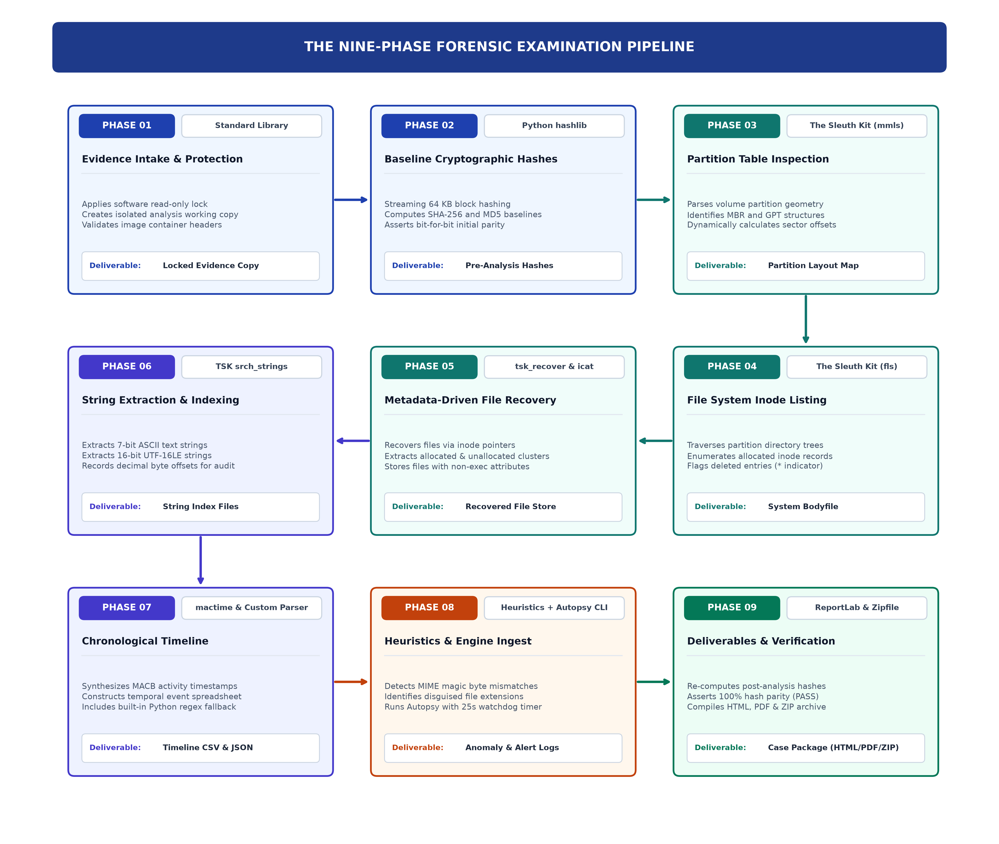 THE NINE-PHASE FORENSIC EXAMINATION PIPELINE
PHASE 01
Standard Library
Evidence Intake & Protection
Applies software read-only lock
Creates isolated analysis working copy
Validates image container headers
Deliverable: Locked Evidence Copy
PHASE 02
Python hashlib
Baseline Cryptographic Hashes
Streaming 64 KB block hashing
Computes SHA-256 and MD5 baselines
Asserts bit-for-bit initial parity
Deliverable: Pre-Analysis Hashes
PHASE 03
The Sleuth Kit (mmls)
Partition Table Inspection
Parses volume partition geometry
Identifies MBR and GPT structures
Dynamically calculates sector offsets
Deliverable: Partition Layout Map
PHASE 04
The Sleuth Kit (fls)
File System Inode Listing
Traverses partition directory trees
Enumerates allocated inode records
Flags deleted entries (* indicator)
Deliverable: System Bodyfile
PHASE 05
tsk_recover & icat
Metadata-Driven File Recovery
Recovers files via inode pointers
Extracts allocated & unallocated clusters
Stores files with non-exec attributes
Deliverable: Recovered File Store
PHASE 06
TSK srch_strings
String Extraction & Indexing
Extracts 7-bit ASCII text strings
Extracts 16-bit UTF-16LE strings
Records decimal byte offsets for audit
Deliverable: String Index Files
PHASE 07
mactime & Custom Parser
Chronological Timeline
Synthesizes MACB activity timestamps
Constructs temporal event spreadsheet
Includes built-in Python regex fallback
Deliverable: Timeline CSV & JSON
PHASE 08
Heuristics + Autopsy CLI
Heuristics & Engine Ingest
Detects MIME magic byte mismatches
Identifies disguised file extensions
Runs Autopsy with 25s watchdog timer
Deliverable: Anomaly & Alert Logs
PHASE 09
ReportLab & Zipfile
Deliverables & Verification
Re-computes post-analysis hashes
Asserts 100% hash parity (PASS)
Compiles HTML, PDF & ZIP archive
Deliverable: Case Package (HTML/PDF/ZIP)